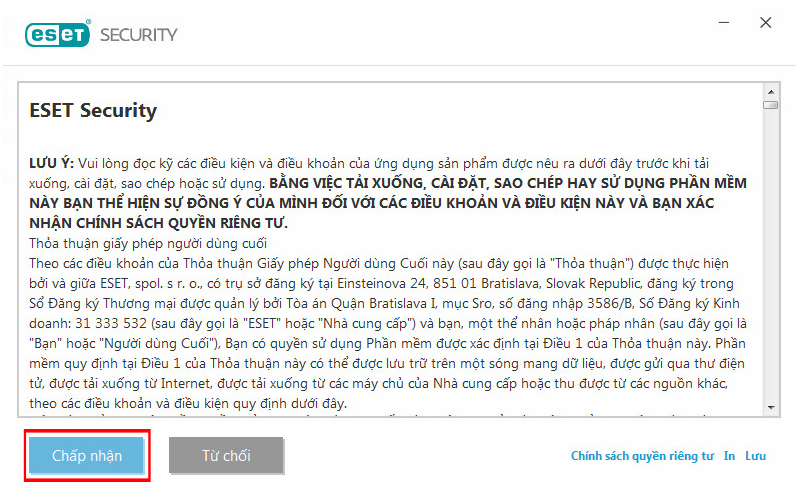 eset® SECURITY
ESET Security
LƯU Ý: Vui lòng đọc kỹ các điều kiện và điều khoản của ứng dụng sản phẩm được nêu ra dưới đây trước khi tải
xuống, cài đặt, sao chép hoặc sử dụng. BẰNG VIỆC TẢI XUỐNG, CÀI ĐẶT, SAO CHÉP HAY SỬ DỤNG PHẦN MỀM
NÀY BẠN THỂ HIỆN SỰ ĐỒNG Ý CỦA MÌNH ĐỐI VỚI CÁC ĐIỀU KHOẢN VÀ ĐIỀU KIỆN NÀY VÀ BẠN XÁC
NHẬN CHÍNH SÁCH QUYỀN RIÊNG TƯ.
Thỏa thuận giấy phép người dùng cuối
Theo các điều khoản của Thỏa thuận Giấy phép Người dùng Cuối này (sau đây gọi là "Thỏa thuận") được thực hiện
bởi và giữa ESET, spol. s r. o., có trụ sở đăng ký tại Einsteinova 24, 851 01 Bratislava, Slovak Republic, đăng ký trong
Sổ Đăng ký Thương mại được quản lý bởi Tòa án Quận Bratislava I, mục Sro, số đăng nhập 3586/B, Số Đăng ký Kinh
doanh: 31 333 532 (sau đây gọi là "ESET" hoặc "Nhà cung cấp") và bạn, một thể nhân hoặc pháp nhân (sau đây gọi là
"Bạn" hoặc "Người dùng Cuối"), Bạn có quyền sử dụng Phần mềm được xác định tại Điều 1 của Thỏa thuận này. Phần
mềm quy định tại Điều 1 của Thỏa thuận này có thể được lưu trữ trên một sóng mang dữ liệu, được gửi qua thư điện
tử, được tải xuống từ Internet, được tải xuống từ các máy chủ của Nhà cung cấp hoặc thu được từ các nguồn khác,
theo các điều khoản và điều kiện quy định dưới đây.
Chấp nhận
Từ chối
Chính sách quyền riêng tư In Lưu